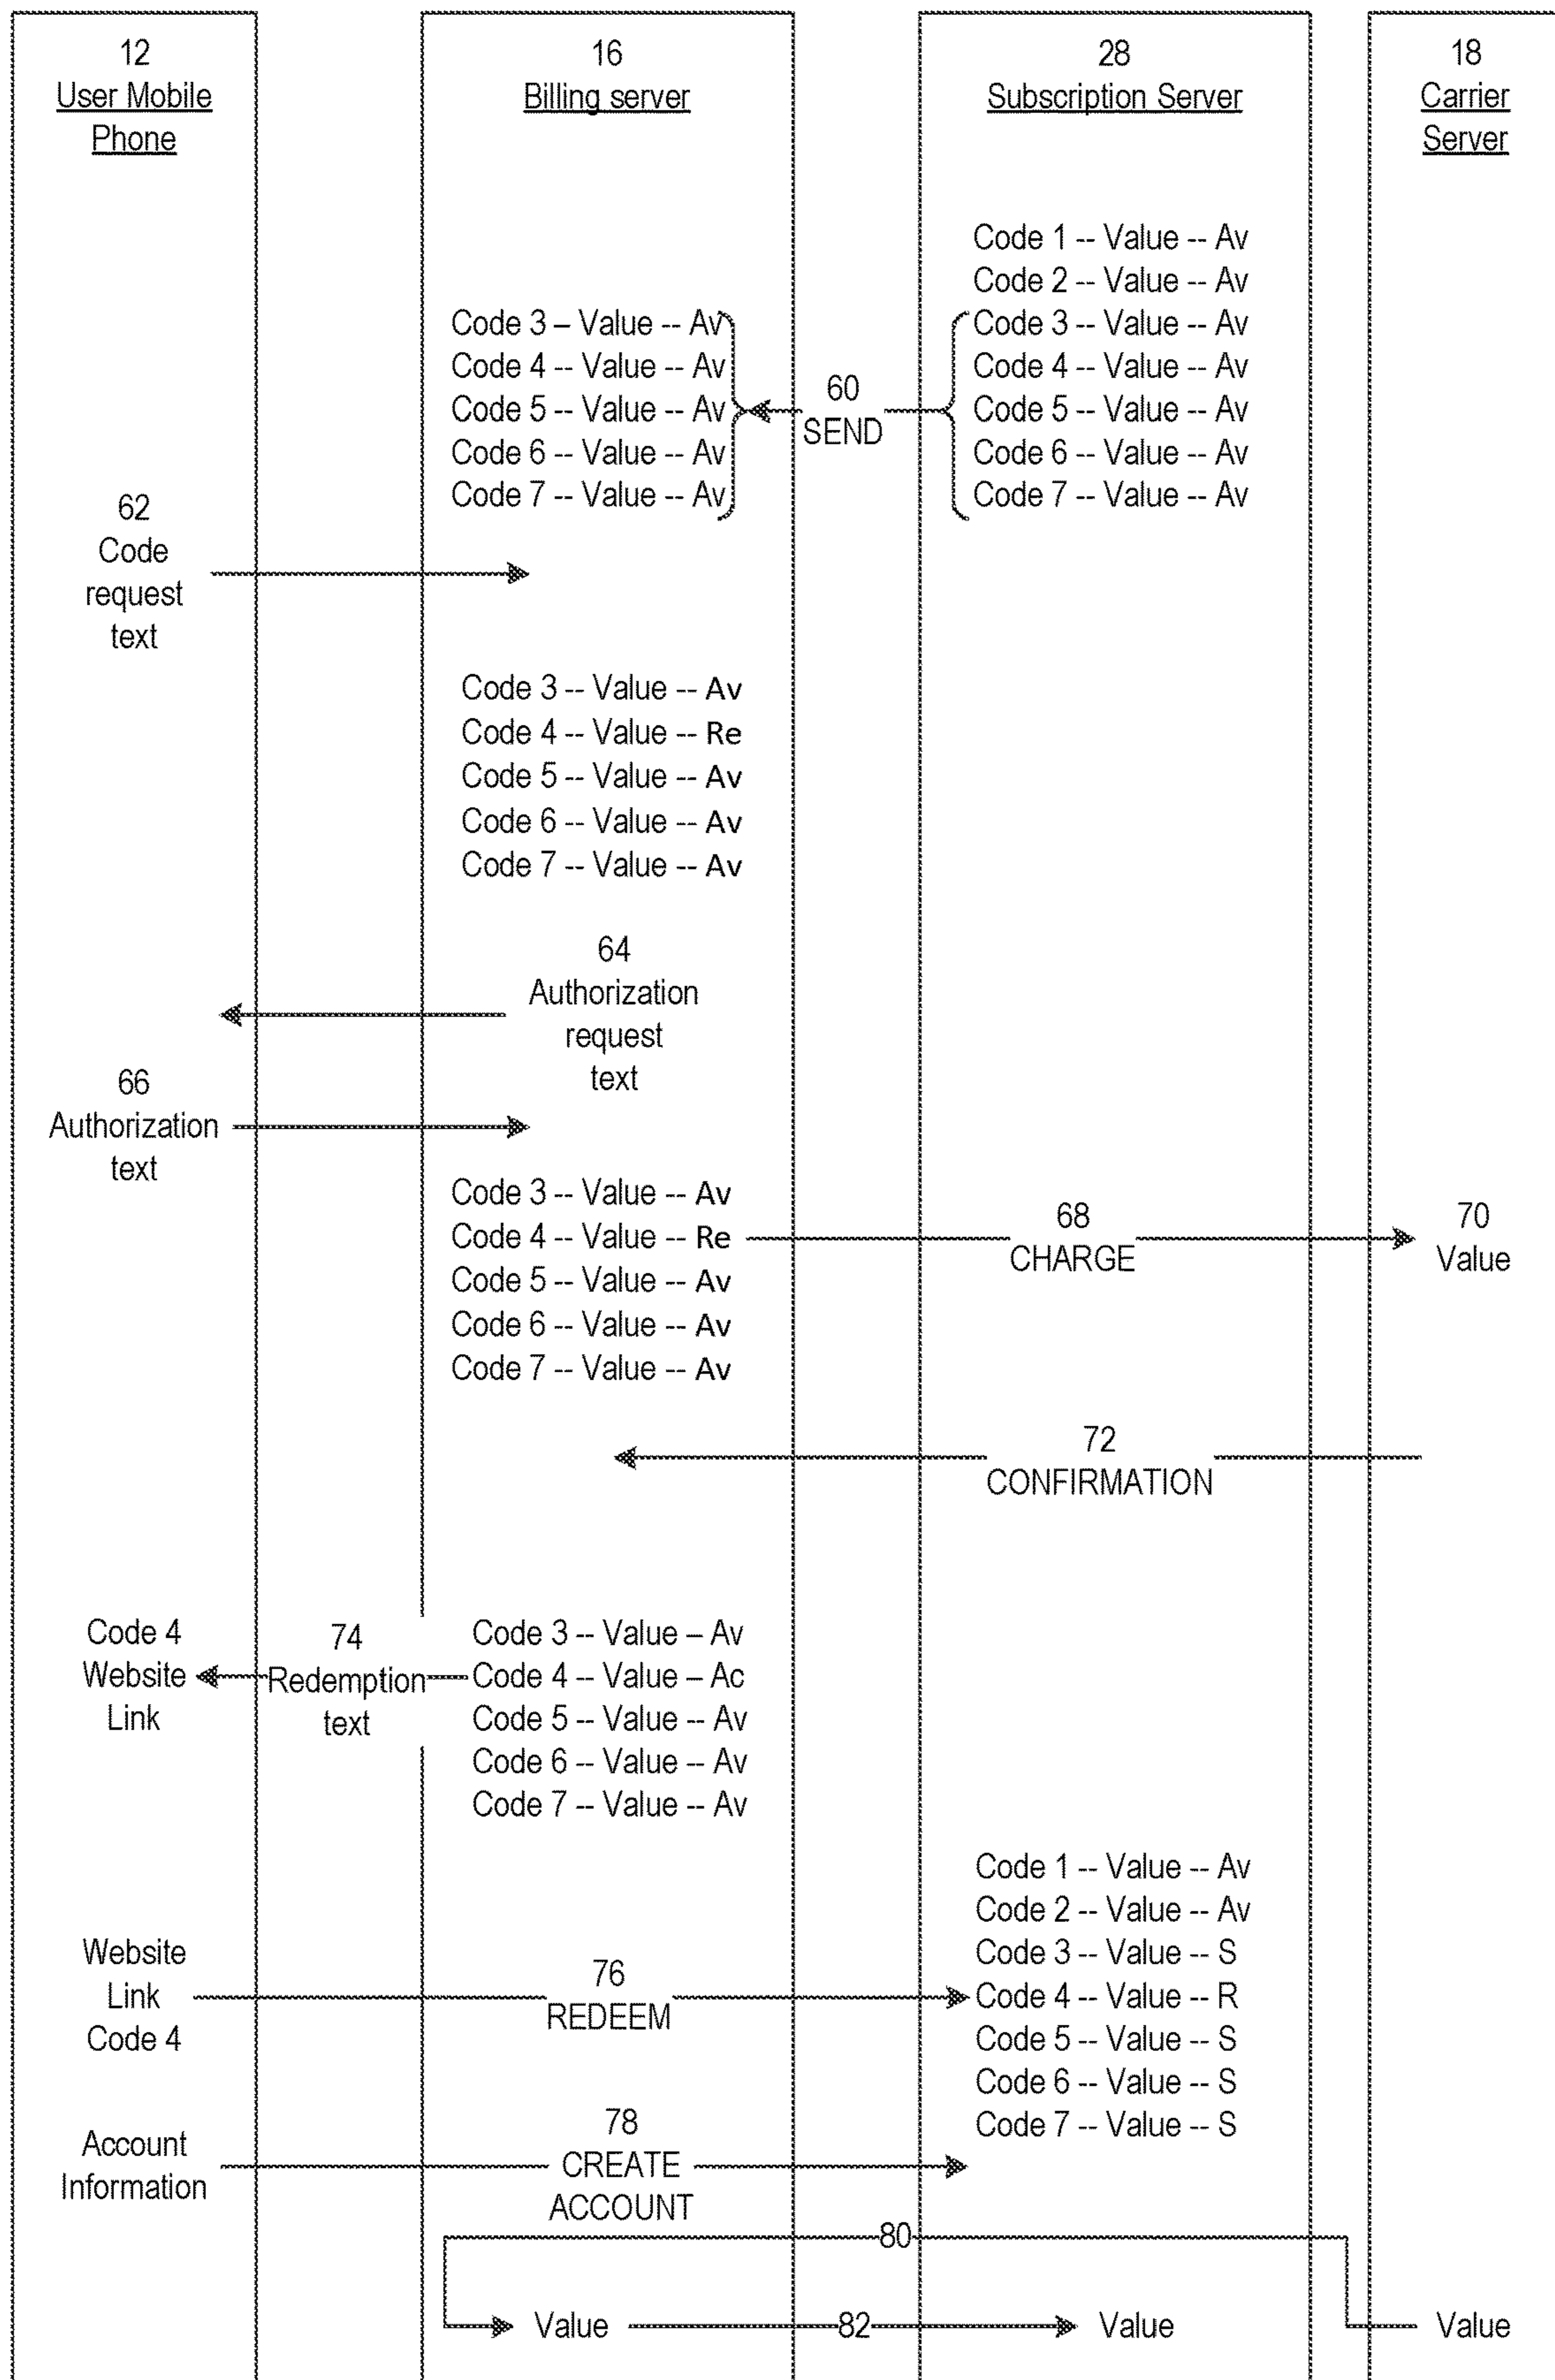 12
User Mobile
Phone
16
Billing server
28
Subscription Server
18
Carrier
Server
Code 1 -- Value -- Av
Code 2 -- Value -- Av
Code 3 -- Value -- Av
Code 4 -- Value -- Av
Code 5 -- Value -- Av
Code 6 -- Value -- Av
Code 7 -- Value -- Av
60
SEND
Code 3 – Value -- Av
Code 4 -- Value -- Av
Code 5 -- Value -- Av
Code 6 -- Value -- Av
Code 7 -- Value -- Av
62
Code
request
text
Code 3 -- Value -- Av
Code 4 -- Value -- Re
Code 5 -- Value -- Av
Code 6 -- Value -- Av
Code 7 -- Value -- Av
64
Authorization
request
text
66
Authorization
text
Code 3 -- Value -- Av
Code 4 -- Value -- Re
Code 5 -- Value -- Av
Code 6 -- Value -- Av
Code 7 -- Value -- Av
68
CHARGE
70
Value
72
CONFIRMATION
Code 3 -- Value – Av
Code 4 -- Value – Ac
Code 5 -- Value -- Av
Code 6 -- Value -- Av
Code 7 -- Value -- Av
74
Redemption
text
Code 4
Website
Link
Website
Link
Code 4
76
REDEEM
Code 1 -- Value -- Av
Code 2 -- Value -- Av
Code 3 -- Value -- S
Code 4 -- Value -- R
Code 5 -- Value -- S
Code 6 -- Value -- S
Code 7 -- Value -- S
Account
Information
78
CREATE
ACCOUNT
80
Value
82
Value
Value